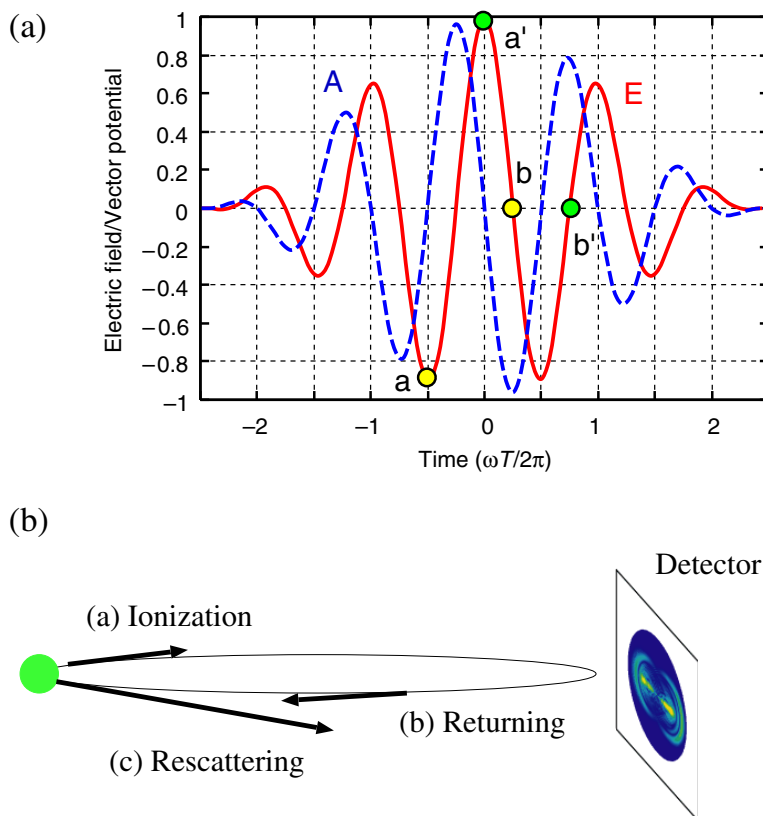 (a)
1
0.8
0.6
0.4
0.2
0
−0.2
−0.4
−0.6
−0.8
−1
Electric field/Vector potential
A
E
a'
b
b'
a
−2
−1
0
1
2
Time (ωT/2π)
(b)
Detector
(a) Ionization
(b) Returning
(c) Rescattering